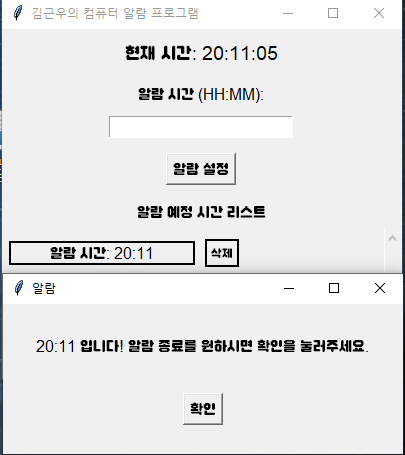 김근우의 컴퓨터 알람 프로그램
현재 시간: 20:11:05
알람 시간 (HH:MM):
알람 설정
알람 예정 시간 리스트
알람 시간: 20:11 삭제
알람
20:11 입니다! 알람 종료를 원하시면 확인을 눌러주세요.
확인